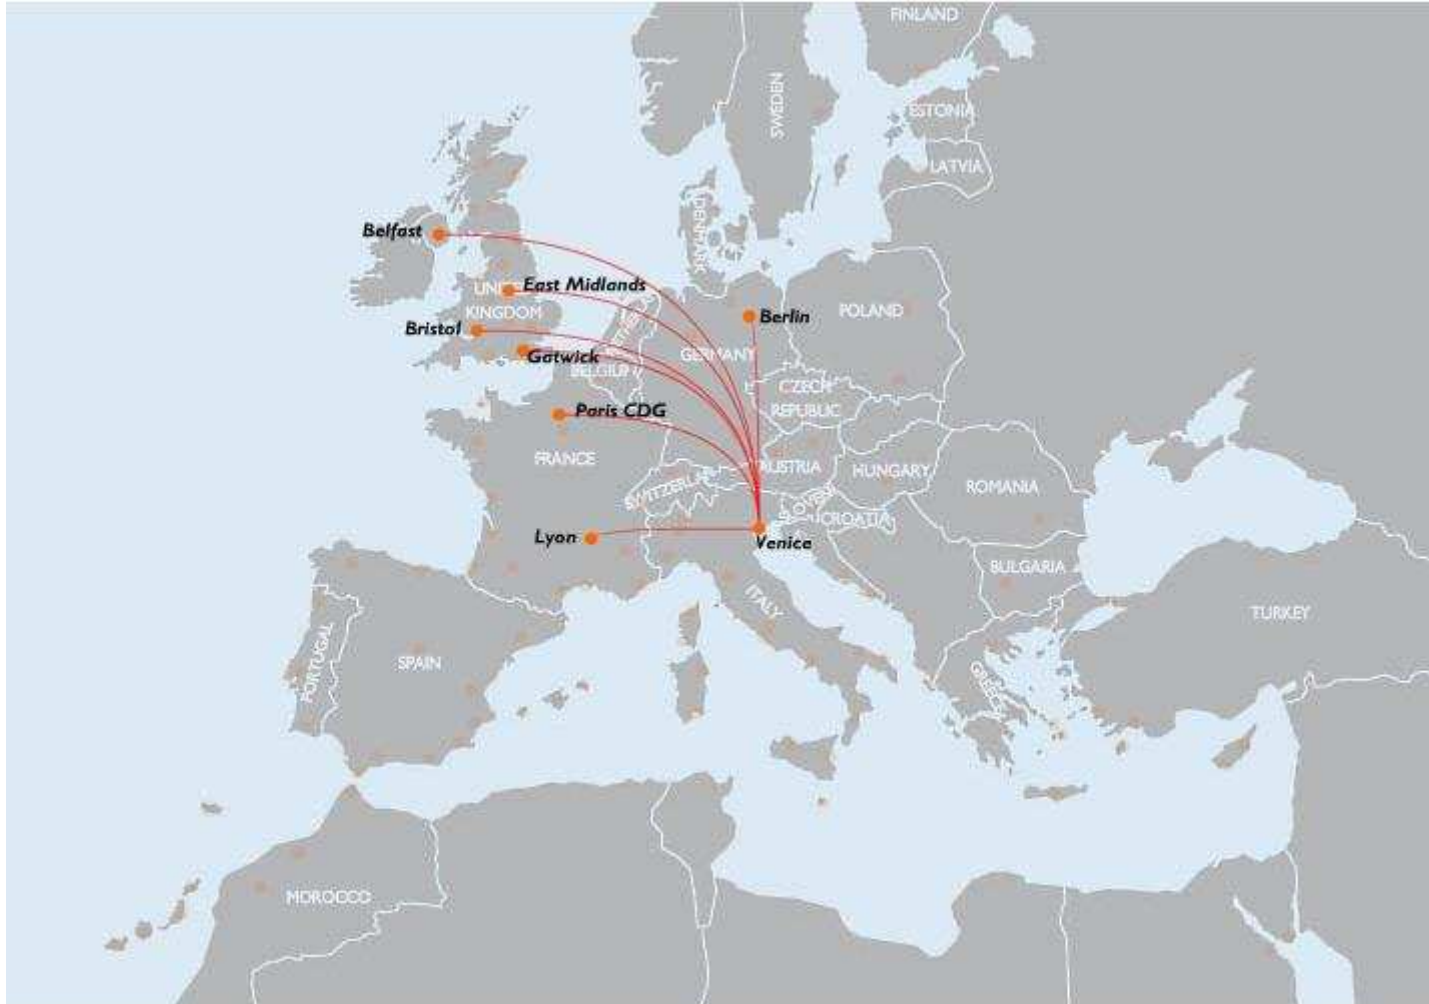 FINLAND
SWEDEN
ESTONIA
LATVIA
DENMARK
Belfast
East Midlands
UNITED
KINGDOM
Bristol
Gatwick
Berlin
POLAND
GERMANY
BELGIUM
CZECH
REPUBLIC
Paris CDG
FRANCE
AUSTRIA
HUNGARY
ROMANIA
CROATIA
Lyon
Venice
BULGARIA
ITALY
TURKEY
PORTUGAL
SPAIN
MOROCCO